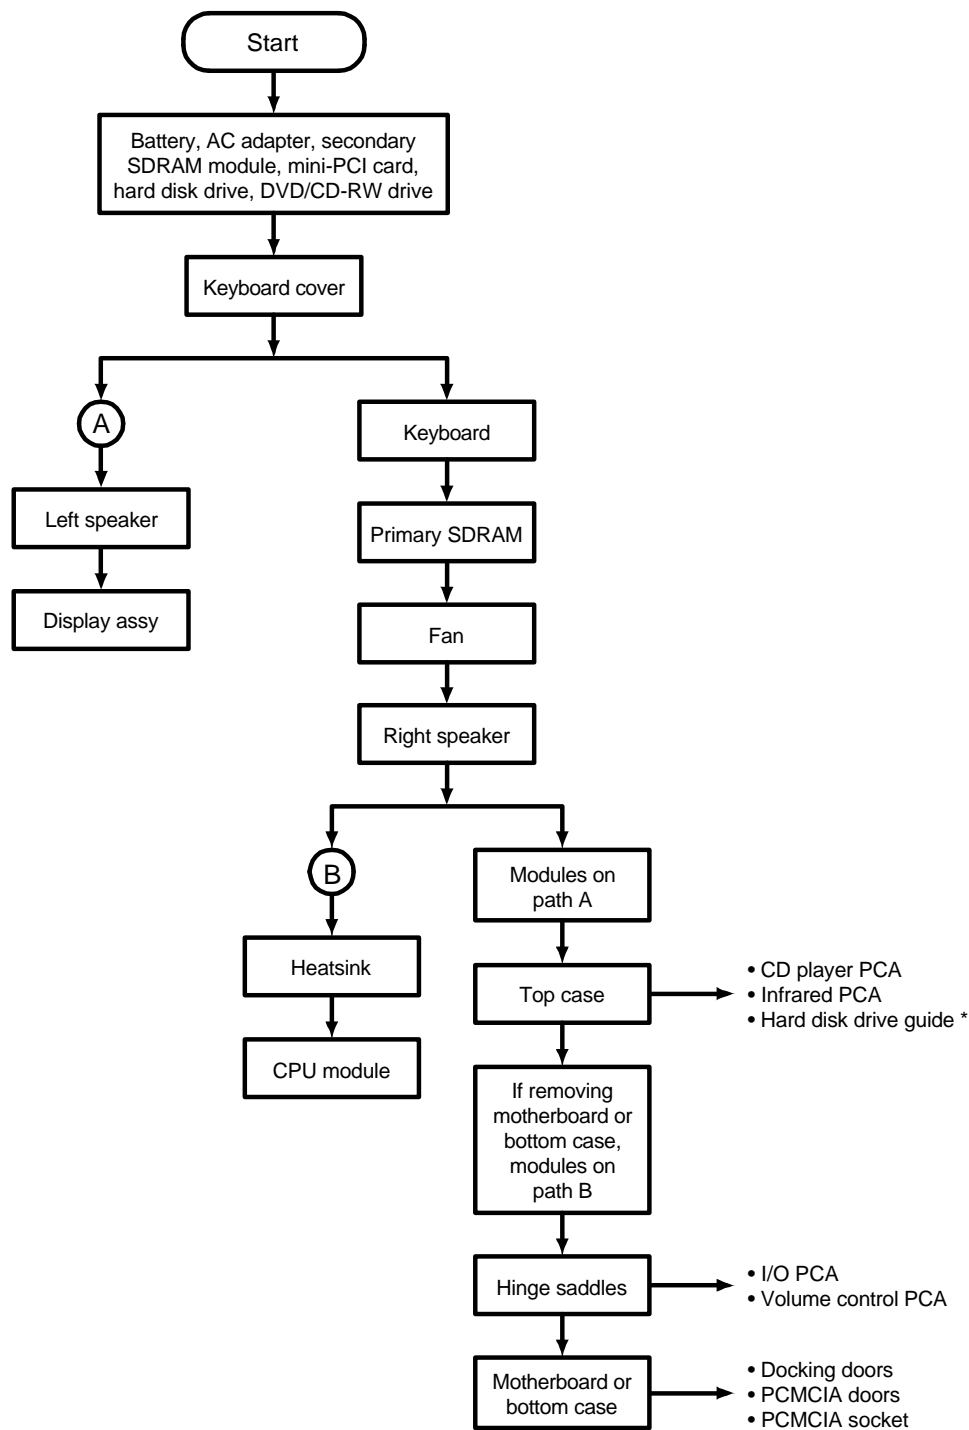 Start
Battery, AC adapter, secondary
SDRAM module, mini-PCI card,
hard disk drive, DVD/CD-RW drive
Keyboard cover
A
Keyboard
Left speaker
Primary SDRAM
Display assy
Fan
Right speaker
B
Modules on
path A
Heatsink
Top case
• CD player PCA
• Infrared PCA
• Hard disk drive guide *
CPU module
If removing
motherboard or
bottom case,
modules on
path B
Hinge saddles
• I/O PCA
• Volume control PCA
Motherboard or
bottom case
• Docking doors
• PCMCIA doors
• PCMCIA socket